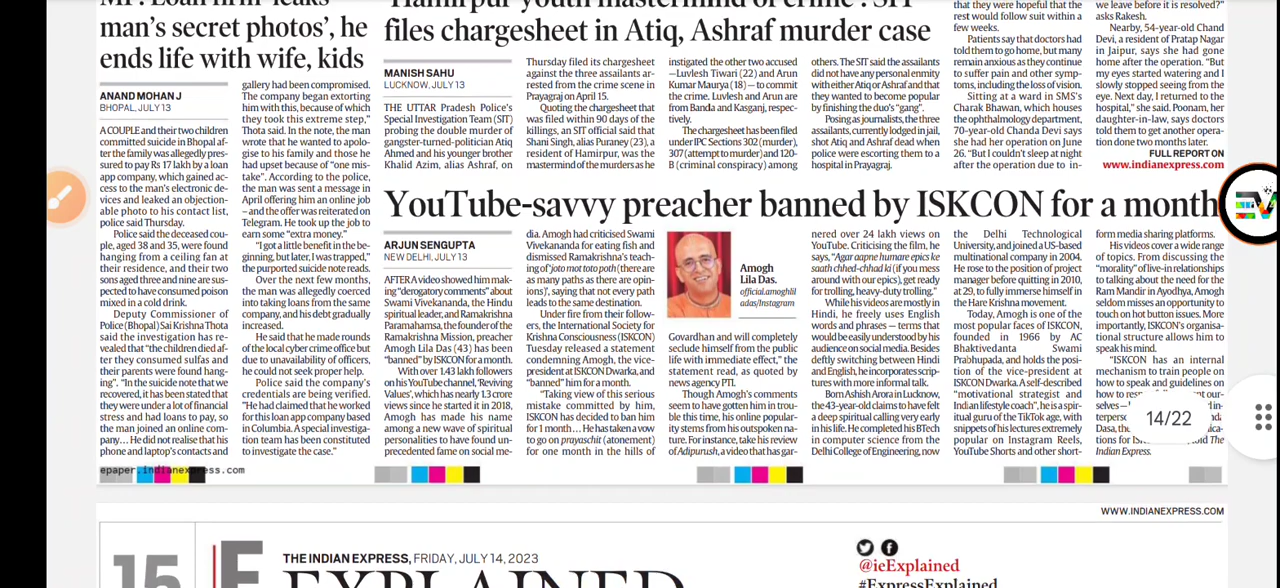 MP: Loan firm ‘leaks
man’s secret photos’, he
ends life with wife, kids
ANAND MOHAN J
BHOPAL, JULY 13
A COUPLE and their two children
committed suicide in Bhopal af-
ter the family was allegedly pres-
sured to pay Rs 17 lakh by a loan
app company, which gained ac-
cess to the man's electronic de-
vices and leaked an objection-
able photo to his contact list,
police said Thursday.
Police said the deceased cou-
ple, aged 38 and 35, were found
hanging from a ceiling fan at
their residence, and their two
sons aged three and nine are sus-
pected to have consumed poison
mixed in a cold drink.
Deputy Commissioner of
Police (Bhopal) Sai Krishna Thota
said the investigation has re-
vealed that "the children died af-
ter they consumed sulfas and
their parents were found hang-
ing". "In the suicide note that we
recovered, it has been stated that
they were under a lot of financial
stress and had loans to pay, so
the man joined an online com-
pany... He did not realise that his
phone and laptop's contacts and
gallery had been compromised.
The company began extorting
him with this, because of which
they took this extreme step,"
Thota said. In the note, the man
wrote that he wanted to apolo-
gise to his family and those he
had upset because of "one mis-
take". According to the police,
the man was sent a message in
April offering him an online job
– and the offer was reiterated on
Telegram. He took up the job to
earn some "extra money."
"I got a little benefit in the be-
ginning, but later, I was trapped,"
the purported suicide note reads.
Over the next few months,
the man was allegedly coerced
into taking loans from the same
company, and his debt gradually
increased.
He said that he made rounds
of the local cyber crime office but
due to unavailability of officers,
he could not seek proper help.
Police said the company's
credentials are being verified.
"He had claimed that he worked
for this loan app company based
in Columbia. A special investiga-
tion team has been constituted
to investigate the case."
‘Hamirpur youth mastermind of crime’: SIT
files chargesheet in Atiq, Ashraf murder case
MANISH SAHU
LUCKNOW, JULY 13
THE UTTAR Pradesh Police's
Special Investigation Team (SIT)
probing the double murder of
gangster-turned-politician Atiq
Ahmed and his younger brother
Khalid Azim, alias Ashraf, on
Thursday filed its chargesheet
against the three assailants ar-
rested from the crime scene in
Prayagraj on April 15.
Quoting the chargesheet that
was filed within 90 days of the
killings, an SIT official said that
Shani Singh, alias Puraney (23), a
resident of Hamirpur, was the
mastermind of the murders as he
instigated the other two accused
—Luvlesh Tiwari (22) and Arun
Kumar Maurya (18) — to commit
the crime. Luvlesh and Arun are
from Banda and Kasganj, respec-
tively.
The chargesheet has been filed
under IPC Sections 302 (murder),
307 (attempt to murder) and 120-
B (criminal conspiracy) among
others. The SIT said the assailants
did not have any personal enmity
with either Atiq or Ashraf and that
they wanted to become popular
by finishing the duo's "gang".
Posing as journalists, the three
assailants, currently lodged in jail,
shot Atiq and Ashraf dead when
police were escorting them to a
hospital in Prayagraj.
that they were hopeful that the
rest would follow suit within a
few weeks.
Patients say that doctors had
told them to go home, but many
remain anxious as they continue
to suffer pain and other symp-
toms, including the loss of vision.
Sitting at a ward in SMS's
Charak Bhawan, which houses
the ophthalmology department,
70-year-old Chanda Devi says
she had her operation on June
26. "But I couldn't sleep at night
after the operation due to in-
we leave before it is resolved?"
asks Rakesh.
Nearby, 54-year-old Chand
Devi, a resident of Pratap Nagar
in Jaipur, says she had gone
home after the operation. "But
my eyes started watering and I
slowly stopped seeing from the
eye. Next day, I returned to the
hospital," she said. Poonam, her
daughter-in-law, says doctors
told them to get another opera-
tion done two months later.
FULL REPORT ON
www.indianexpress.com
YouTube-savvy preacher banned by ISKCON for a month
ARJUN SENGUPTA
NEW DELHI, JULY 13
AFTER A video showed him mak-
ing "derogatory comments" about
Swami Vivekananda, the Hindu
spiritual leader, and Ramakrishna
Paramahamsa, the founder of the
Ramakrishna Mission, preacher
Amogh Lila Das (43) has been
"banned" by ISKCON for a month.
With over 1.43 lakh followers
on his YouTube channel, 'Reviving
Values', which has nearly 1.3 crore
views since he started it in 2018,
Amogh has made his name
among a new wave of spiritual
personalities to have found un-
precedented fame on social me-
dia. Amogh had criticised Swami
Vivekananda for eating fish and
dismissed Ramakrishna's teach-
ing of 'joto mot toto poth (there are
as many paths as there are opin-
ions)', saying that not every path
leads to the same destination.
Under fire from their follow-
ers, the International Society for
Krishna Consciousness (ISKCON)
Tuesday released a statement
condemning Amogh, the vice-
president at ISKCON Dwarka, and
"banned" him for a month.
"Taking view of this serious
mistake committed by him,
ISKCON has decided to ban him
for 1 month... He has taken a vow
to go on prayaschit (atonement)
for one month in the hills of
Amogh
Lila Das.
official.amoghlil
adas/Instagram
Govardhan and will completely
seclude himself from the public
life with immediate effect," the
statement read, as quoted by
news agency PTI.
Though Amogh's comments
seem to have gotten him in trou-
ble this time, his online popular-
ity stems from his outspoken na-
ture. For instance, take his review
of Adipurush, a video that has gar-
nered over 24 lakh views on
YouTube. Criticising the film, he
says, "Agar aapne humare epics ke
saath chhed-chhad ki (if you mess
around with our epics), get ready
for trolling, heavy-duty trolling."
While his videos are mostly in
Hindi, he freely uses English
words and phrases — terms that
would be easily understood by his
audience on social media. Besides
deftly switching between Hindi
and English, he incorporates scrip-
tures with more informal talk.
Born Ashish Arora in Lucknow,
the 43-year-old claims to have felt
a deep spiritual calling very early
in his life. He completed his BTech
in computer science from the
Delhi College of Engineering, now
the Delhi Technological
University, and joined a US-based
multinational company in 2004.
He rose to the position of project
manager before quitting in 2010,
at 29, to fully immerse himself in
the Hare Krishna movement.
Today, Amogh is one of the
most popular faces of ISKCON,
founded in 1966 by AC
Bhaktivedanta Swami
Prabhupada, and holds the posi-
tion of the vice-president at
ISKCON Dwarka. A self-described
"motivational strategist and
Indian lifestyle coach", he is a spir-
itual guru of the TikTok age, with
snippets of his lectures extremely
popular on Instagram Reels,
YouTube Shorts and other short-
form media sharing platforms.
His videos cover a wide range
of topics. From discussing the
"morality" of live-in relationships
to talking about the need for the
Ram Mandir in Ayodhya, Amogh
seldom misses an opportunity to
touch on hot button issues. More
importantly, ISKCON's organisa-
tional structure allows him to
speak his mind.
"ISKCON has an internal
mechanism to train people on
how to speak and guidelines on
how to
selves —
terperso
Dasa, the
tions for told The
Indian Express.
14/22
epaper.indianexpress.com
WWW.INDIANEXPRESS.COM
15
THE INDIAN EXPRESS, FRIDAY, JULY 14, 2023
EXPLAINED
@ieExplained
#ExpressExplained